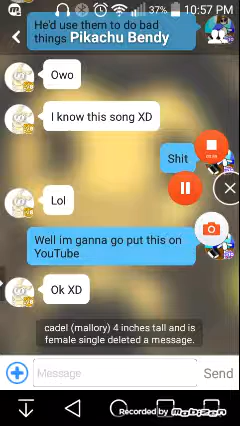 37% 10:57 PM
He'd use them to do bad
things
Pikachu Bendy
Owo
I know this song XD
Shit
Lol
Well im ganna go put this on
YouTube
Ok XD
cadel (mallory) 4 inches tall and is
female single deleted a message.
Message
Send
Recorded by Mobizen